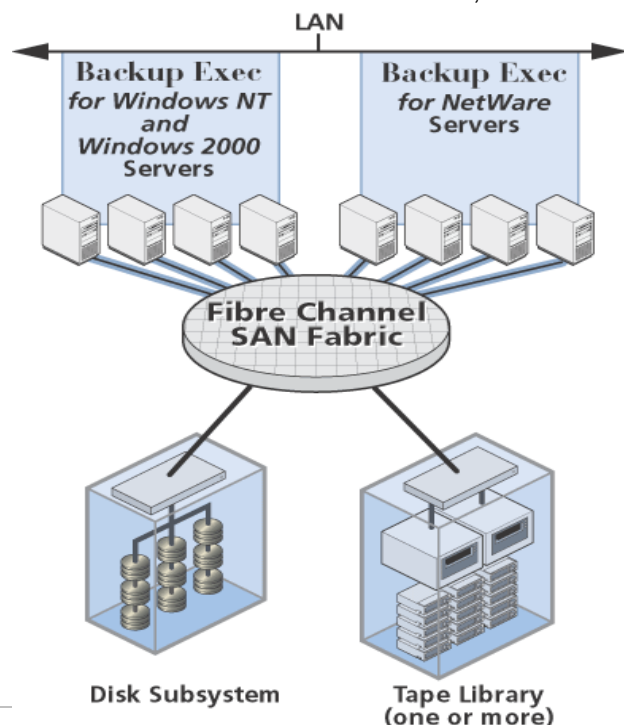 LAN
Backup Exec
for Windows NT
and
Windows 2000
Servers
Backup Exec
for NetWare
Servers
Fibre Channel
SAN Fabric
Disk Subsystem
Tape Library
(one or more)